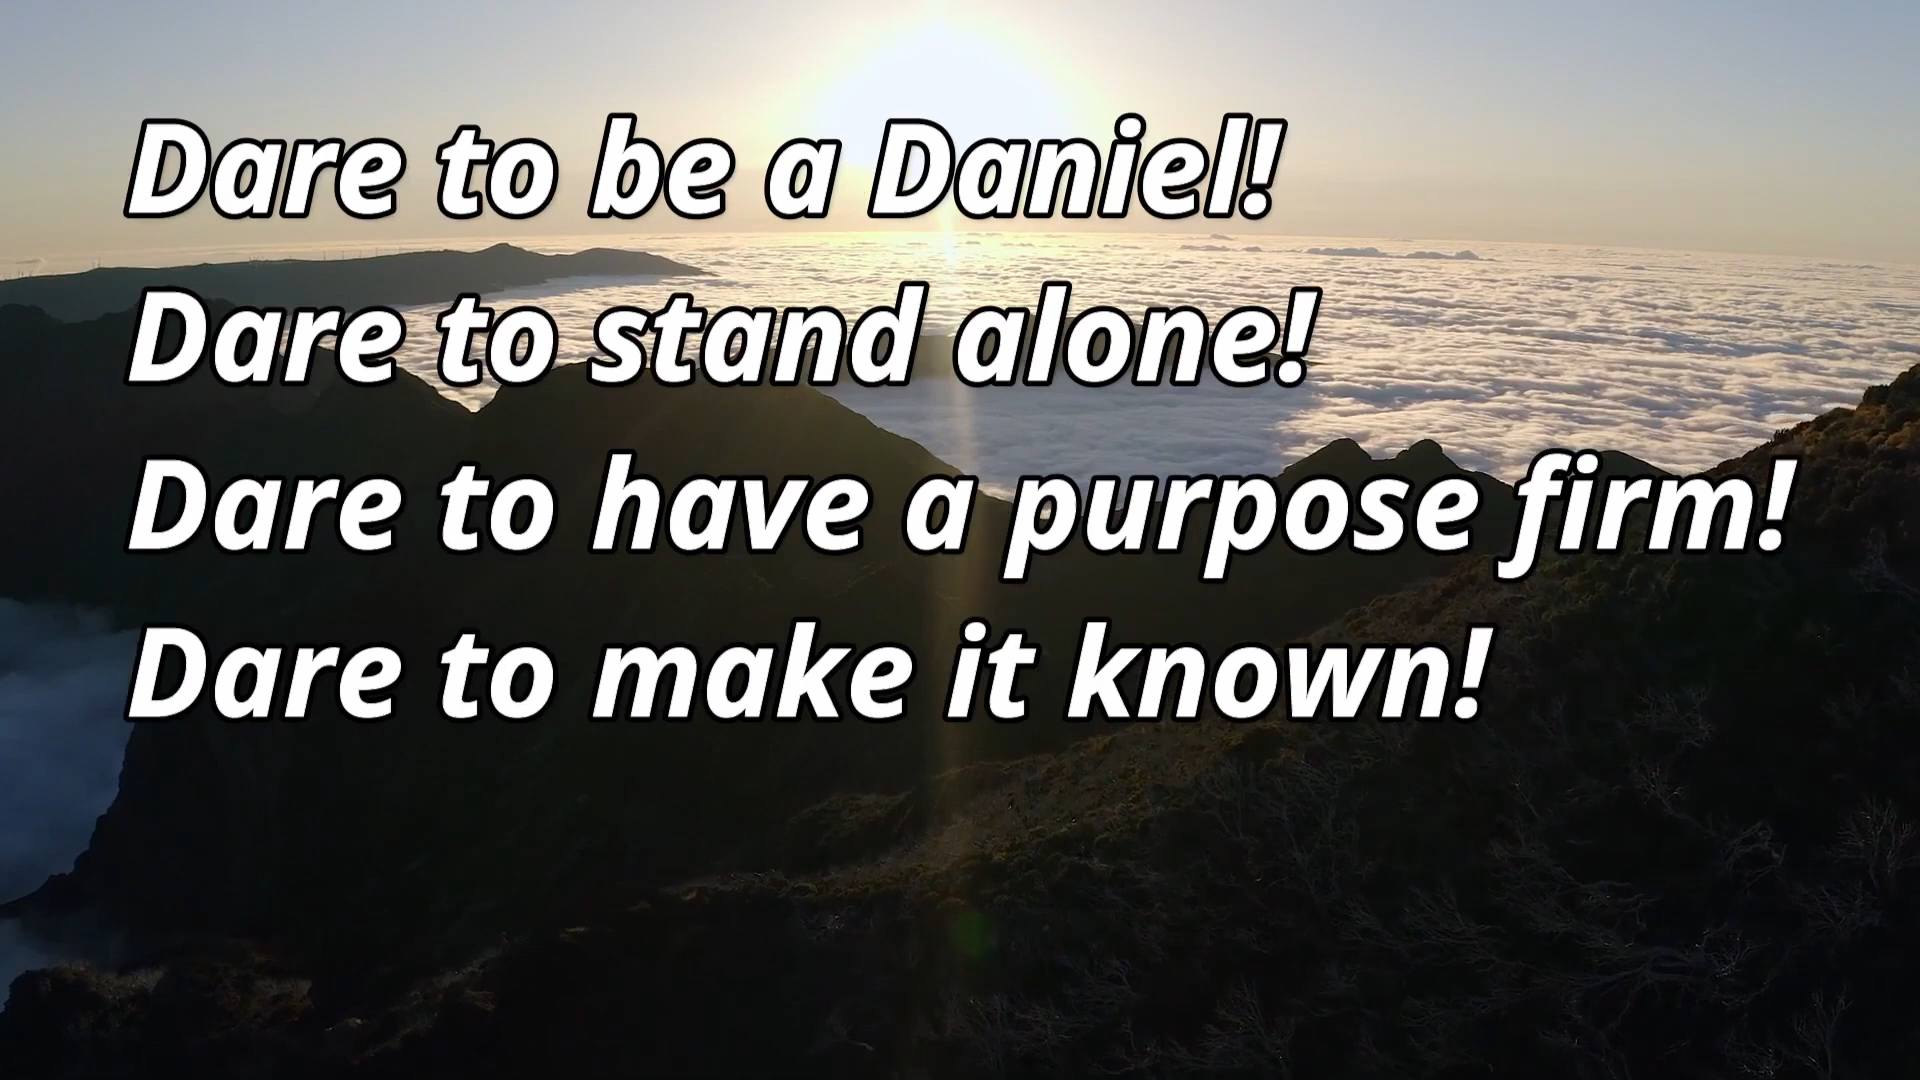 Dare to be a Daniel!
Dare to stand alone!
Dare to have a purpose firm!
Dare to make it known!